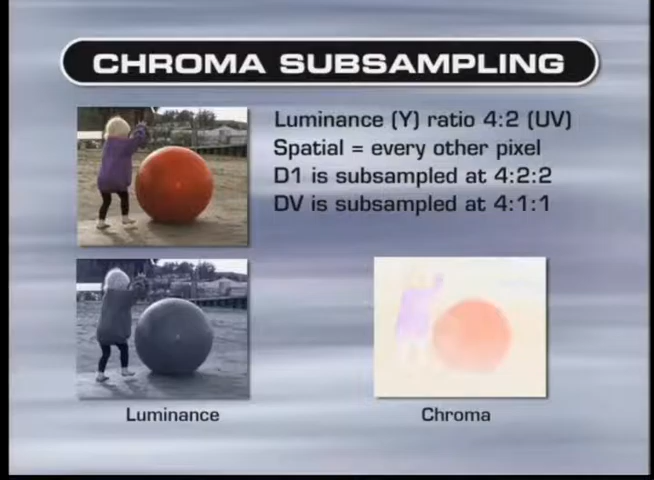 CHROMA SUBSAMPLING
Luminance (Y) ratio 4:2 (UV)
Spatial = every other pixel
D1 is subsampled at 4:2:2
DV is subsampled at 4:1:1
Luminance
Chroma